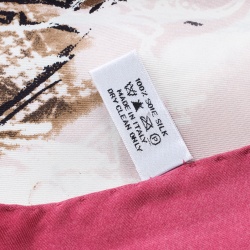 100% SOIE SILK
MADE IN ITALY
P
DRY CLEAN ONLY